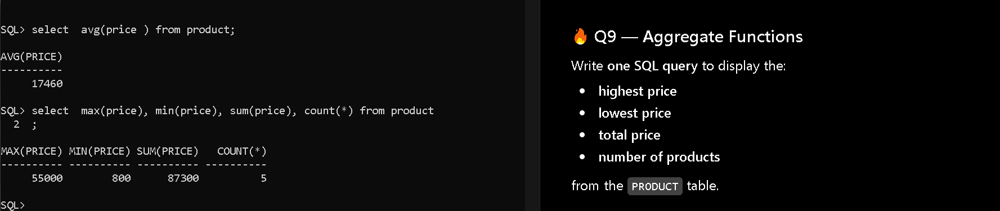 SQL> select  avg(price ) from product;
AVG(PRICE)
----------
     17460
SQL> select  max(price), min(price), sum(price), count(*) from product
  2  ;
MAX(PRICE) MIN(PRICE) SUM(PRICE)   COUNT(*)
---------- ---------- ---------- ----------
     55000        800      87300          5
SQL>
🔥 Q9 — Aggregate Functions
Write one SQL query to display the:
• highest price
• lowest price
• total price
• number of products
from the PRODUCT table.